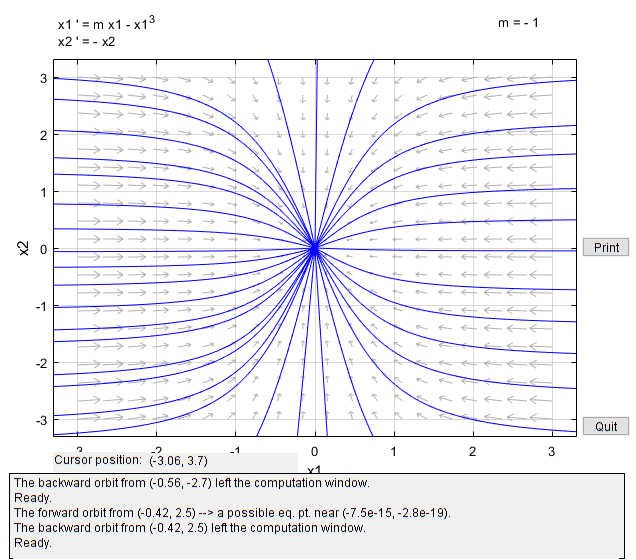 x1 ' = m x1 - x1³
m = - 1
x2 ' = - x2
3
2
1
0
-1
-2
-3
x2
-3 -2 -1 0 1 2 3
x1
Print
Quit
Cursor position: (-3.06, 3.7)
The backward orbit from (-0.56, -2.7) left the computation window.
Ready.
The forward orbit from (-0.42, 2.5) --> a possible eq. pt. near (-7.5e-15, -2.8e-19).
The backward orbit from (-0.42, 2.5) left the computation window.
Ready.